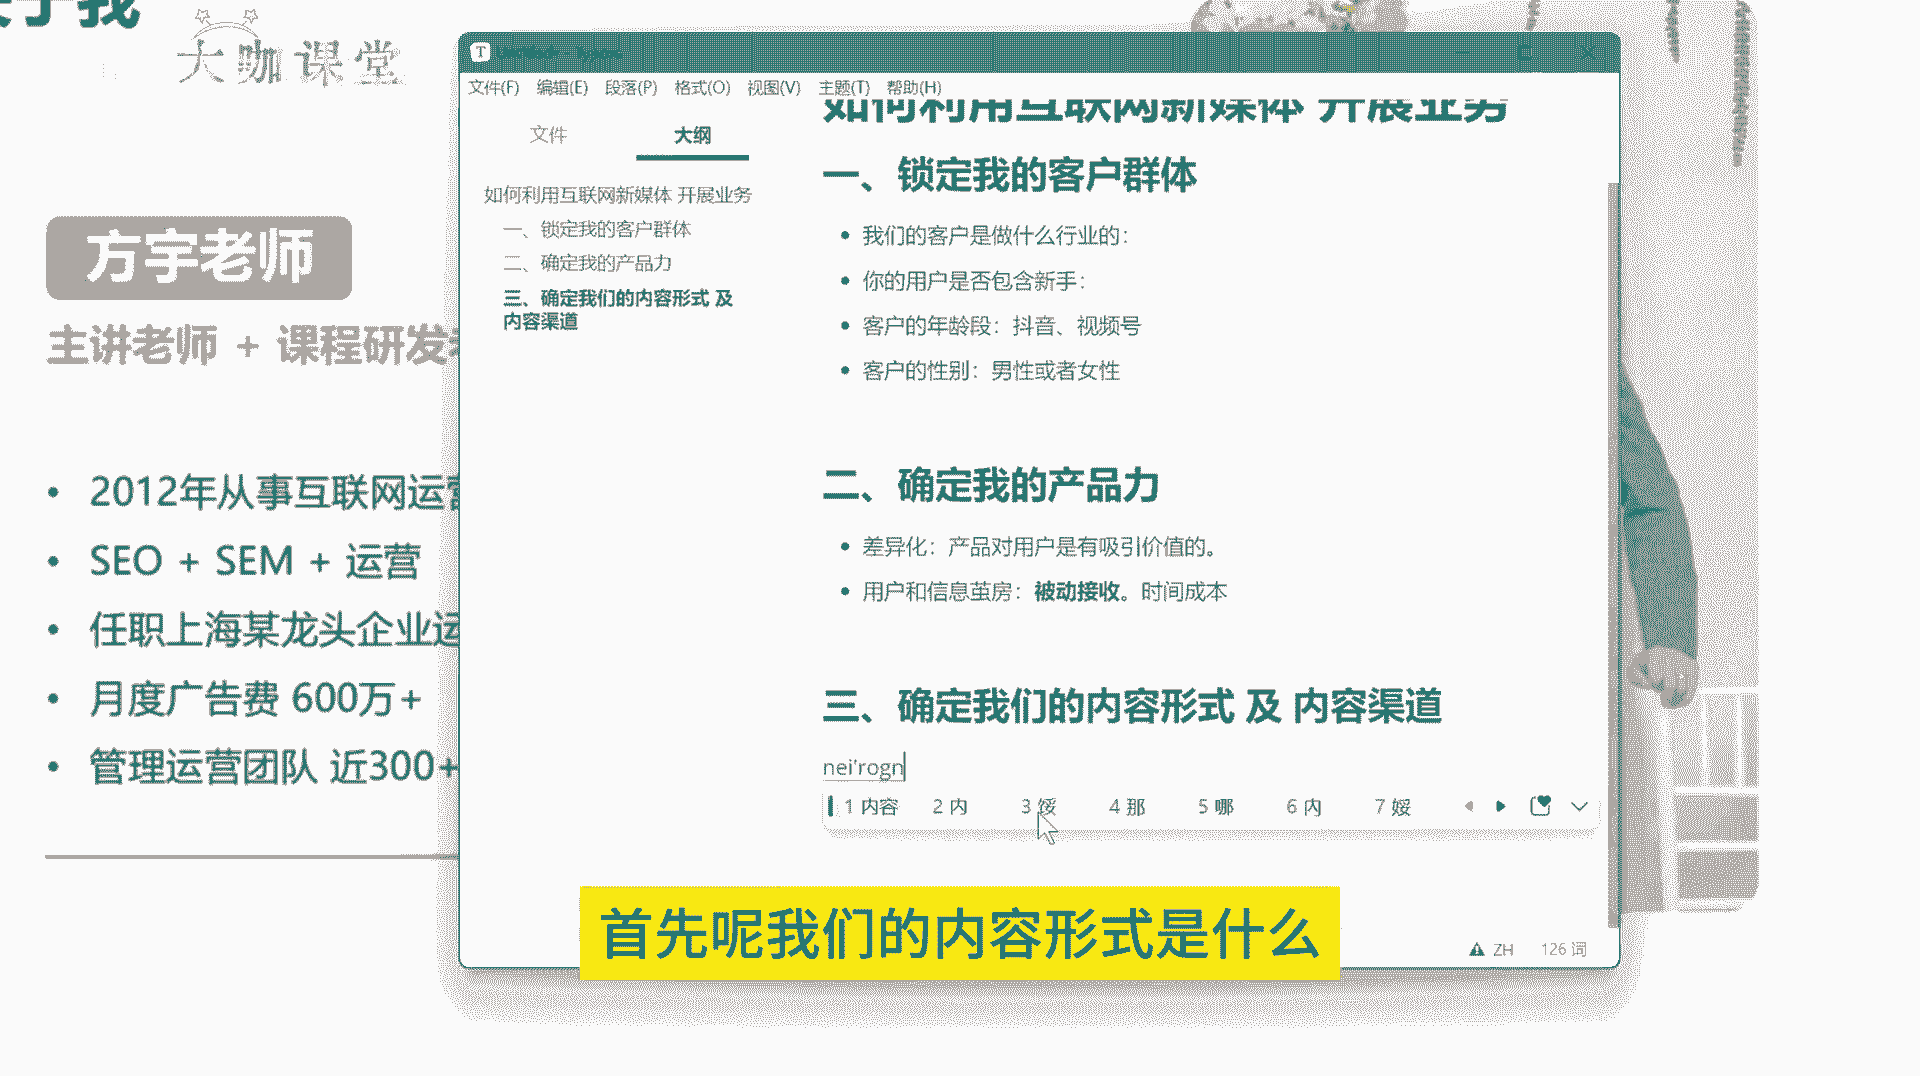 大咖课堂
方宇老师
主讲老师 + 课程研发
2012年从事互联网运营
SEO + SEM + 运营
任职上海某龙头企业运
月度广告费 600万+
管理运营团队 近300+
T
文件(F) 编辑(E) 段落(P) 格式(O) 视图(V) 主题(T) 帮助(H)
文件 大纲
如何利用互联网新媒体 开展业务
一、锁定我的客户群体
二、确定我的产品力
三、确定我们的内容形式 及
内容渠道
如何利用互联网新媒体 开展业务
一、锁定我的客户群体
我们的客户是做什么行业的：
你的用户是否包含新手：
客户的年龄段：抖音、视频号
客户的性别：男性或者女性
二、确定我的产品力
差异化：产品对用户是有吸引价值的。
用户和信息茧房：被动接收。时间成本
三、确定我们的内容形式 及 内容渠道
nei'rogn
1 内容 2 内 3 馁 4 那 5 哪 6 内 7 娞
ZH 126 词
首先呢我们的内容形式是什么